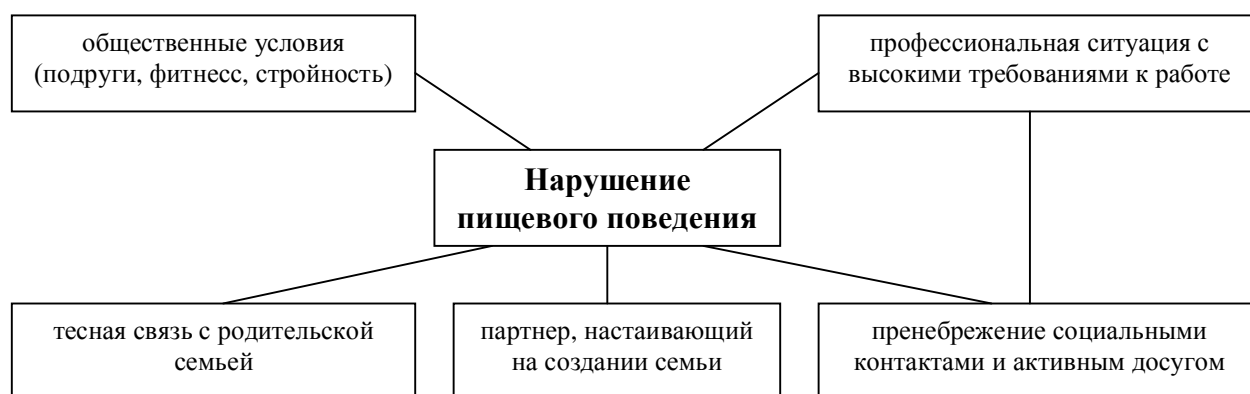 общественные условия
(подруги, фитнесс, стройность)
профессиональная ситуация с
высокими требованиями к работе
Нарушение
пищевого поведения
тесная связь с родительской
семьей
партнер, настаивающий
на создании семьи
пренебрежение социальными
контактами и активным досугом